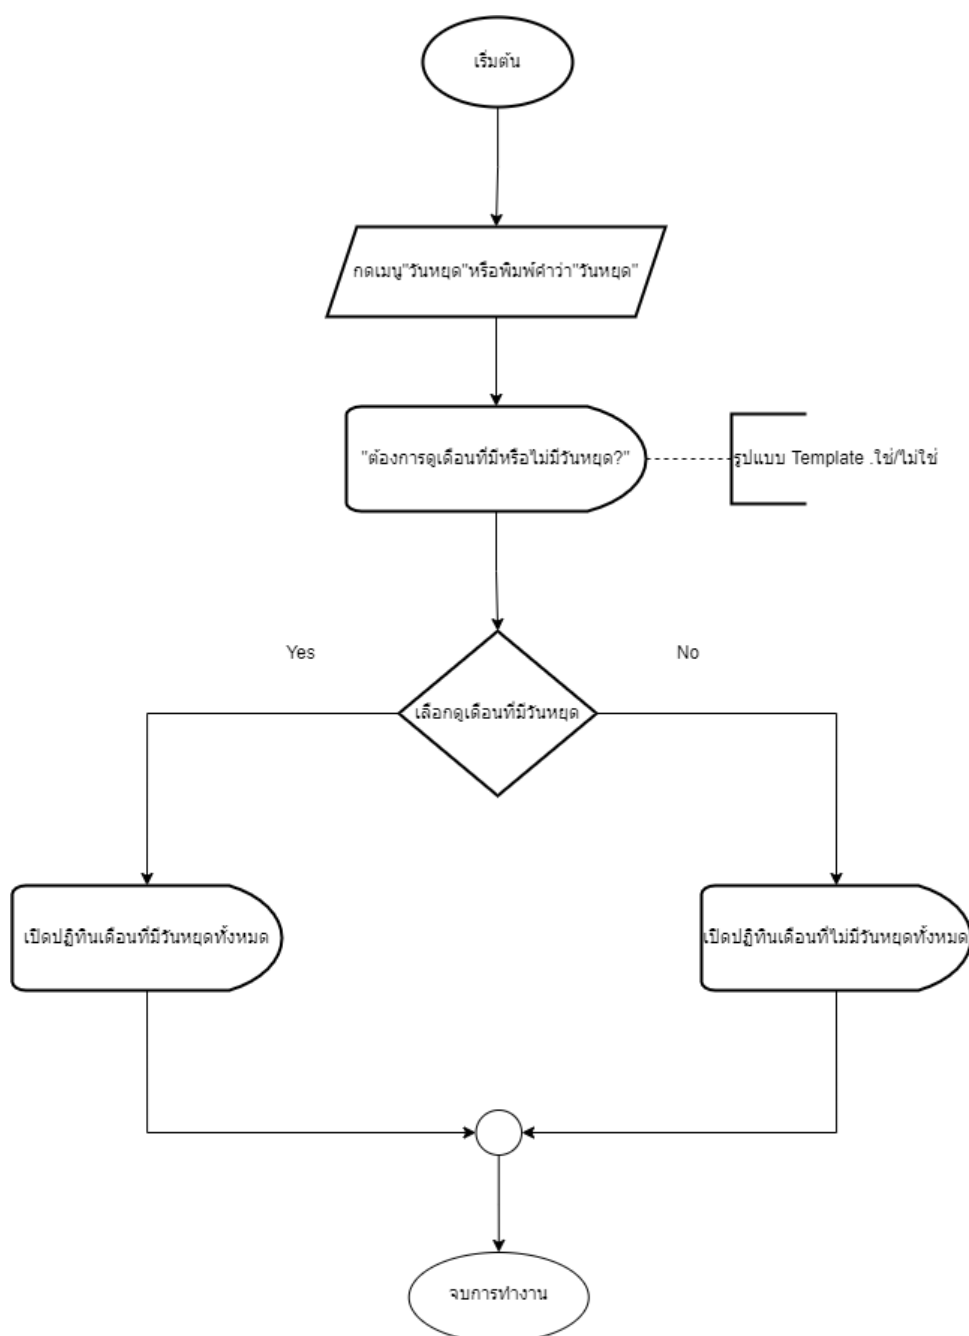 เริ่มต้น
กดเมนู"วันหยุด"หรือพิมพ์คำว่า"วันหยุด"
"ต้องการดูเดือนที่มีหรือไม่มีวันหยุด?"
รูปแบบ Template .ใช่/ไม่ใช่
Yes
No
เลือกดูเดือนที่มีวันหยุด
เปิดปฏิทินเดือนที่มีวันหยุดทั้งหมด
เปิดปฏิทินเดือนที่ไม่มีวันหยุดทั้งหมด
จบการทำงาน